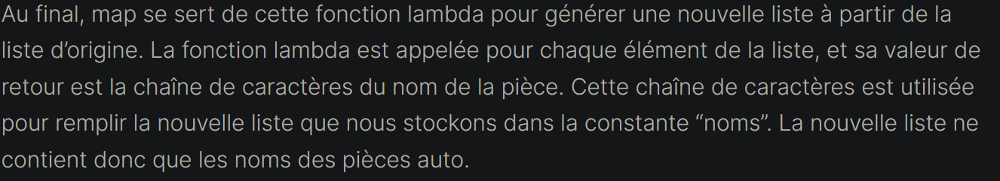 Au final, map se sert de cette fonction lambda pour générer une nouvelle liste à partir de la
liste d’origine. La fonction lambda est appelée pour chaque élément de la liste, et sa valeur de
retour est la chaîne de caractères du nom de la pièce. Cette chaîne de caractères est utilisée
pour remplir la nouvelle liste que nous stockons dans la constante “noms”. La nouvelle liste ne
contient donc que les noms des pièces auto.